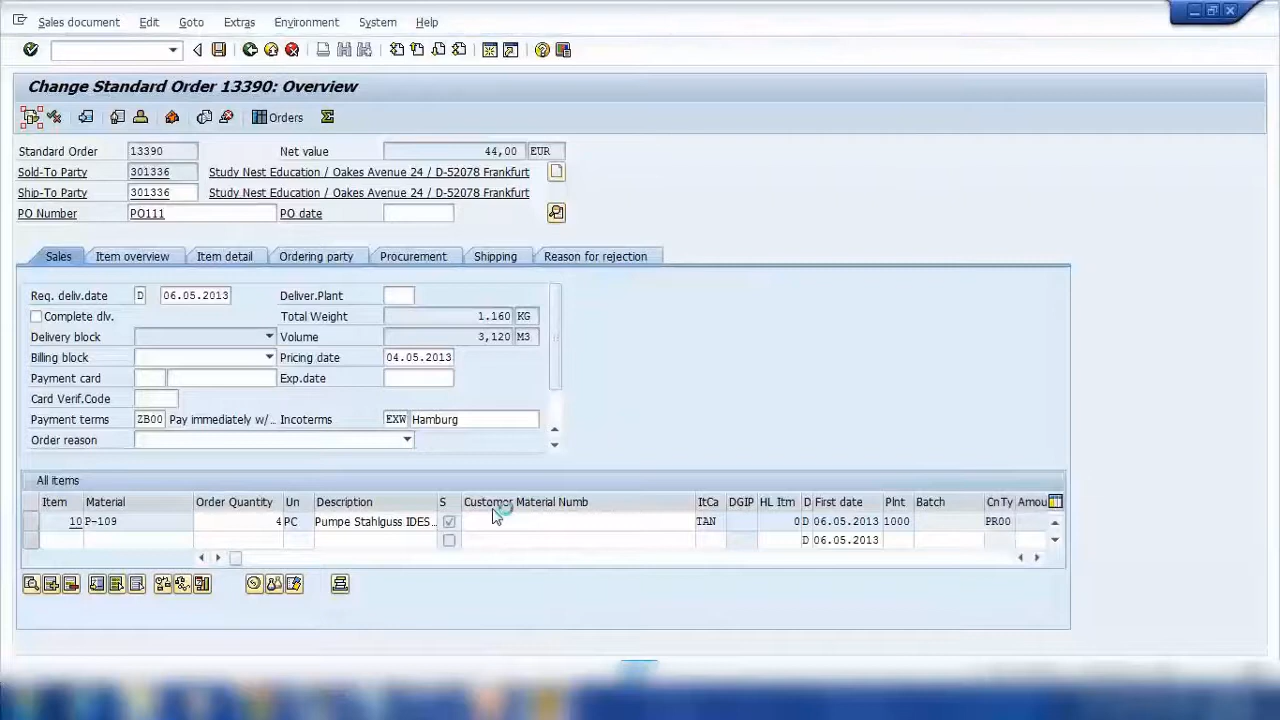 Sales document Edit Goto Extras Environment System Help
Change Standard Order 13390: Overview
Orders
Standard Order 13390 Net value 44,00 EUR
Sold-To Party 301336 Study Nest Education / Oakes Avenue 24 / D-52078 Frankfurt
Ship-To Party 301336 Study Nest Education / Oakes Avenue 24 / D-52078 Frankfurt
PO Number PO111 PO date
Sales Item overview Item detail Ordering party Procurement Shipping Reason for rejection
Req. deliv.date D 06.05.2013 Deliver.Plant
Complete dlv. Total Weight 1.160 KG
Delivery block Volume 3,120 M3
Billing block Pricing date 04.05.2013
Payment card Exp.date
Card Verif.Code
Payment terms ZB00 Pay immediately w/... Incoterms EXW Hamburg
Order reason
All items
Item Material Order Quantity Un Description S Customer Material Numb ItCa DGIP HL Itm D First date Plnt Batch CnTy Amou
10 P-109 4 PC Pumpe Stahlguss IDES... TAN 0 D 06.05.2013 1000 PR00
D 06.05.2013